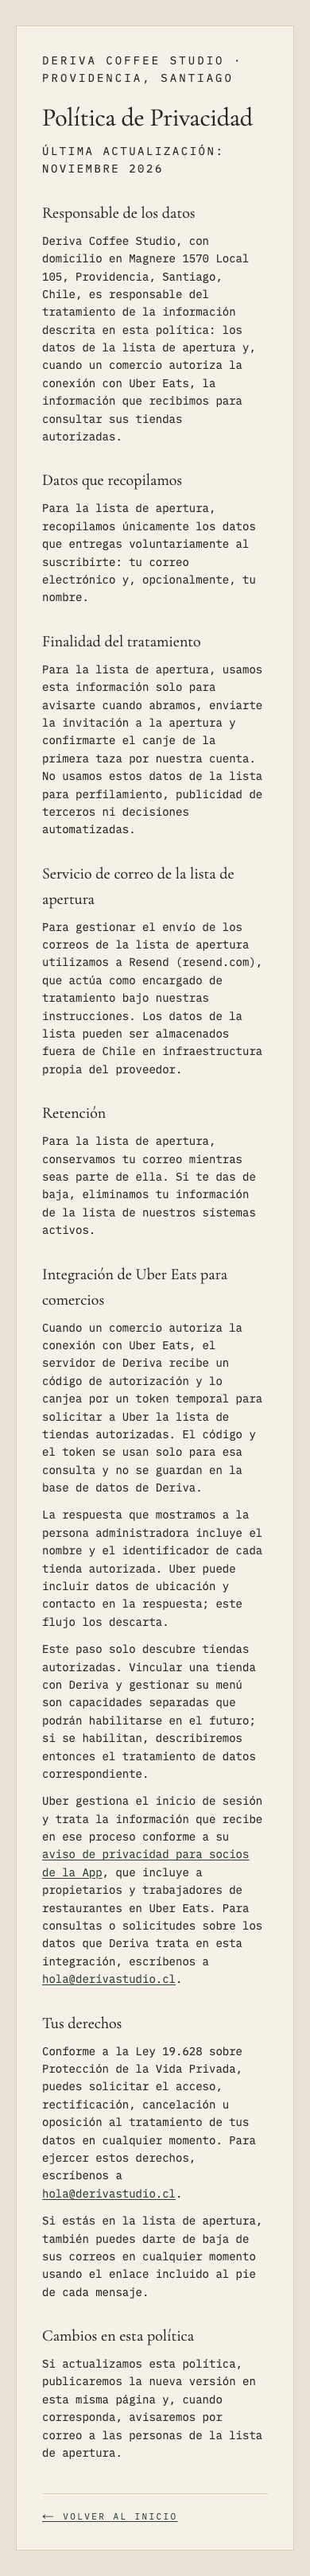 DERIVA COFFEE STUDIO ·
PROVIDENCIA, SANTIAGO
Política de Privacidad
ÚLTIMA ACTUALIZACIÓN:
NOVIEMBRE 2026
Responsable de los datos
Deriva Coffee Studio, con
domicilio en Magnere 1570 Local
105, Providencia, Santiago,
Chile, es responsable del
tratamiento de la información
descrita en esta política: los
datos de la lista de apertura y,
cuando un comercio autoriza la
conexión con Uber Eats, la
información que recibimos para
consultar sus tiendas
autorizadas.
Datos que recopilamos
Para la lista de apertura,
recopilamos únicamente los datos
que entregas voluntariamente al
suscribirte: tu correo
electrónico y, opcionalmente, tu
nombre.
Finalidad del tratamiento
Para la lista de apertura, usamos
esta información solo para
avisarte cuando abramos, enviarte
la invitación a la apertura y
confirmarte el canje de la
primera taza por nuestra cuenta.
No usamos estos datos de la lista
para perfilamiento, publicidad de
terceros ni decisiones
automatizadas.
Servicio de correo de la lista de
apertura
Para gestionar el envío de los
correos de la lista de apertura
utilizamos a Resend (resend.com),
que actúa como encargado de
tratamiento bajo nuestras
instrucciones. Los datos de la
lista pueden ser almacenados
fuera de Chile en infraestructura
propia del proveedor.
Retención
Para la lista de apertura,
conservamos tu correo mientras
seas parte de ella. Si te das de
baja, eliminamos tu información
de la lista de nuestros sistemas
activos.
Integración de Uber Eats para
comercios
Cuando un comercio autoriza la
conexión con Uber Eats, el
servidor de Deriva recibe un
código de autorización y lo
canjea por un token temporal para
solicitar a Uber la lista de
tiendas autorizadas. El código y
el token se usan solo para esa
consulta y no se guardan en la
base de datos de Deriva.
La respuesta que mostramos a la
persona administradora incluye el
nombre y el identificador de cada
tienda autorizada. Uber puede
incluir datos de ubicación y
contacto en la respuesta; este
flujo los descarta.
Este paso solo descubre tiendas
autorizadas. Vincular una tienda
con Deriva y gestionar su menú
son capacidades separadas que
podrán habilitarse en el futuro;
si se habilitan, describiremos
entonces el tratamiento de datos
correspondiente.
Uber gestiona el inicio de sesión
y trata la información que recibe
en ese proceso conforme a su
aviso de privacidad para socios
de la App, que incluye a
propietarios y trabajadores de
restaurantes en Uber Eats. Para
consultas o solicitudes sobre los
datos que Deriva trata en esta
integración, escríbenos a
hola@derivastudio.cl.
Tus derechos
Conforme a la Ley 19.628 sobre
Protección de la Vida Privada,
puedes solicitar el acceso,
rectificación, cancelación u
oposición al tratamiento de tus
datos en cualquier momento. Para
ejercer estos derechos,
escríbenos a
hola@derivastudio.cl.
Si estás en la lista de apertura,
también puedes darte de baja de
sus correos en cualquier momento
usando el enlace incluido al pie
de cada mensaje.
Cambios en esta política
Si actualizamos esta política,
publicaremos la nueva versión en
esta misma página y, cuando
corresponda, avisaremos por
correo a las personas de la lista
de apertura.
← VOLVER AL INICIO